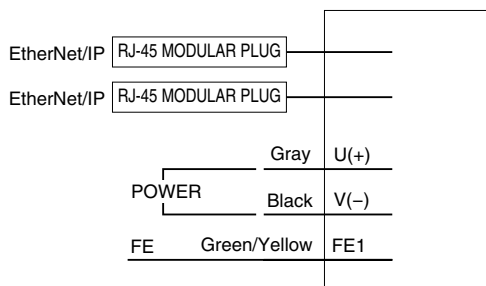 EtherNet/IP RJ-45 MODULAR PLUG
EtherNet/IP RJ-45 MODULAR PLUG
Gray U(+)
POWER
Black V(−)
FE Green/Yellow FE1